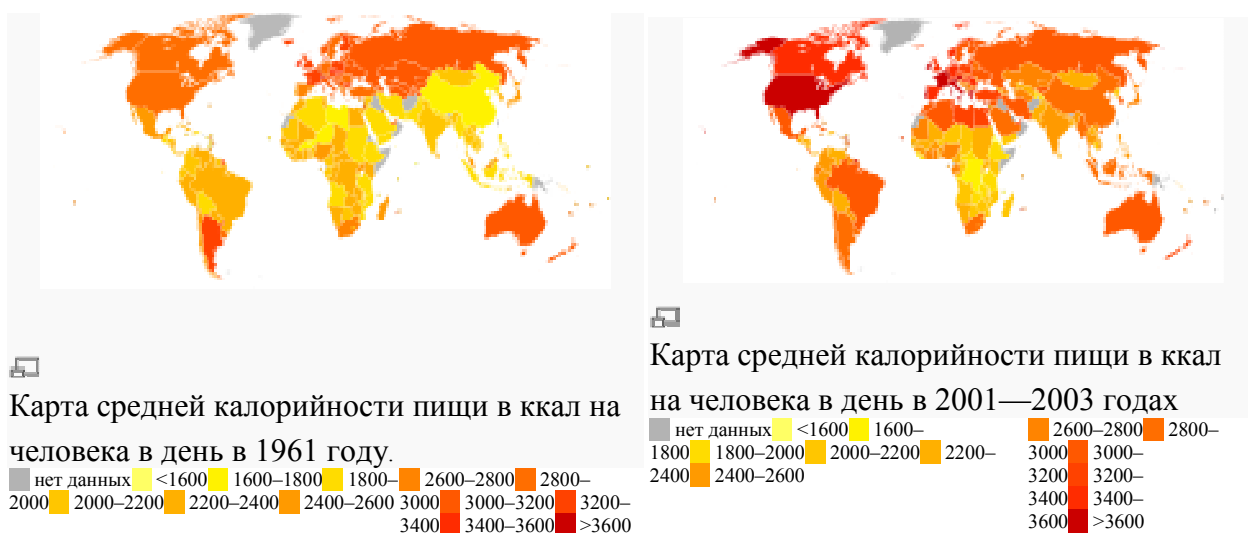 Карта средней калорийности пищи в ккал на
человека в день в 1961 году.
нет данных <1600 1600–1800 1800–
2000 2000–2200 2200–2400 2400–2600
2600–2800 2800–
3000 3000–3200 3200–
3400 3400–3600 >3600
Карта средней калорийности пищи в ккал
на человека в день в 2001—2003 годах
нет данных <1600 1600–
1800 1800–2000 2000–2200 2200–
2400 2400–2600
2600–2800 2800–
3000 3000–
3200 3200–
3400 3400–
3600 >3600